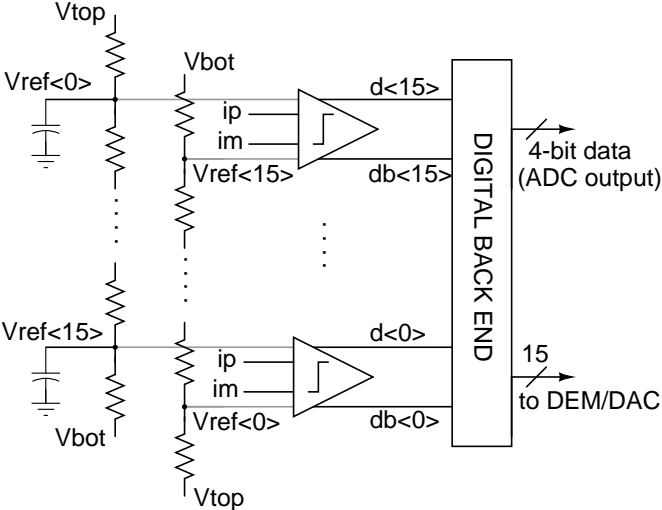 Vtop
Vbot
Vref<0>
ip
im
d<15>
Vref<15>
db<15>
DIGITAL BACK END
4-bit data
(ADC output)
Vref<15>
ip
im
d<0>
15
to DEM/DAC
Vref<0>
db<0>
Vbot
Vtop